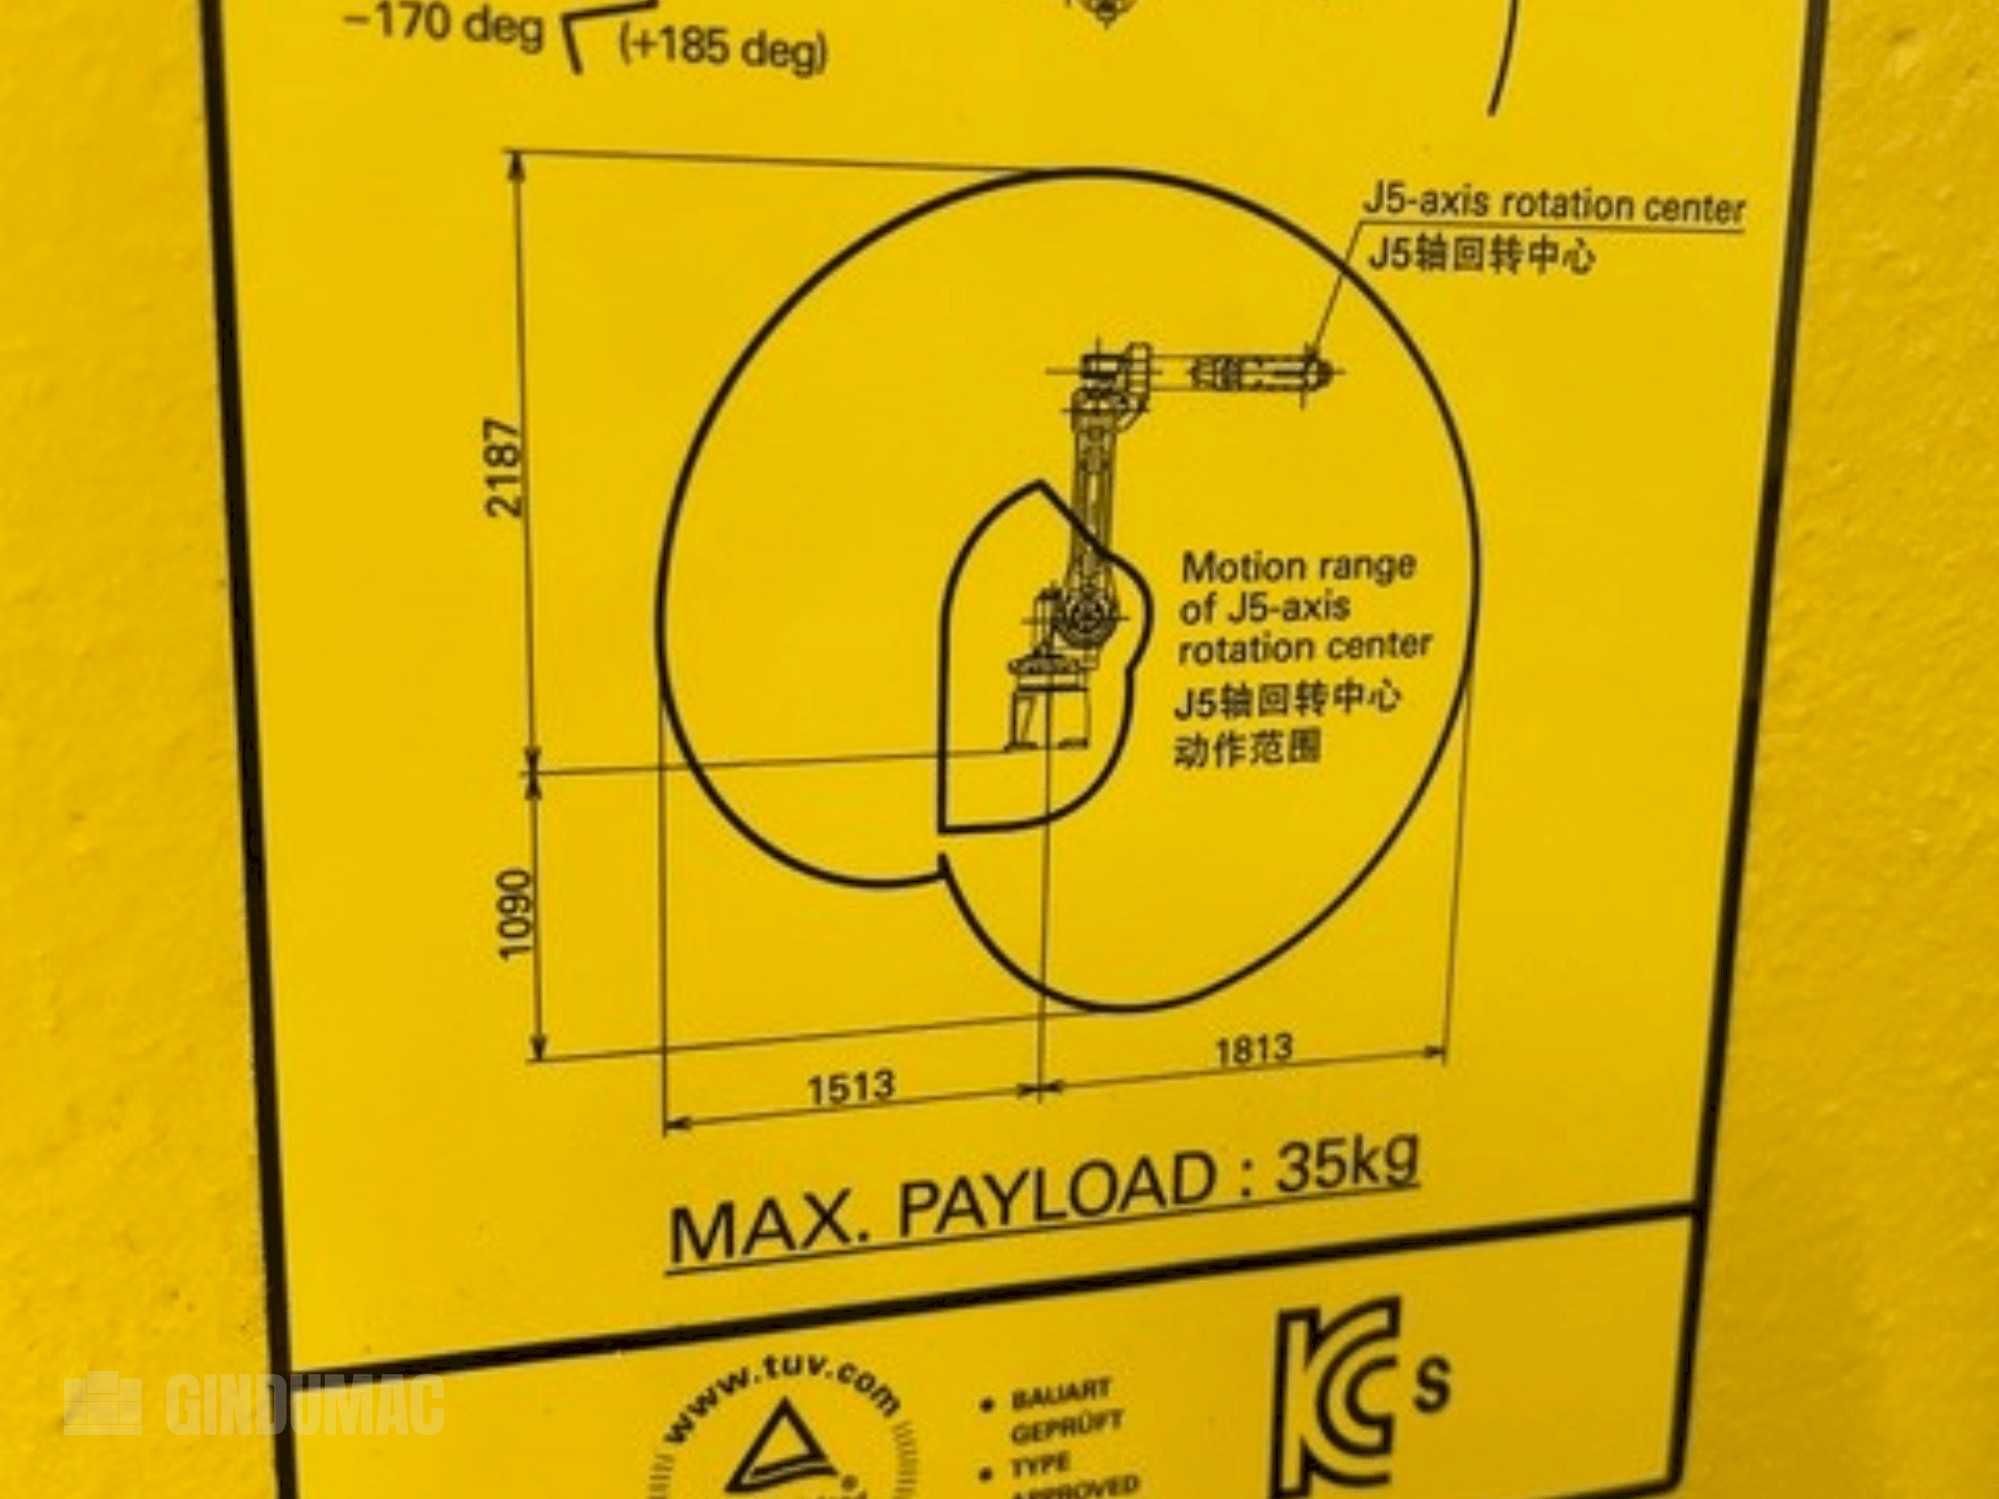 −170 deg
(+185 deg)
J5-axis rotation center
J5轴回转中心
2187
Motion range
of J5-axis
rotation center
J5轴回转中心
动作范围
1090
1513
1813
MAX. PAYLOAD : 35kg
www.tuv.com
• BAUART
GEPRÜFT
• TYPE
APPROVED
KC s
GINDUMAC